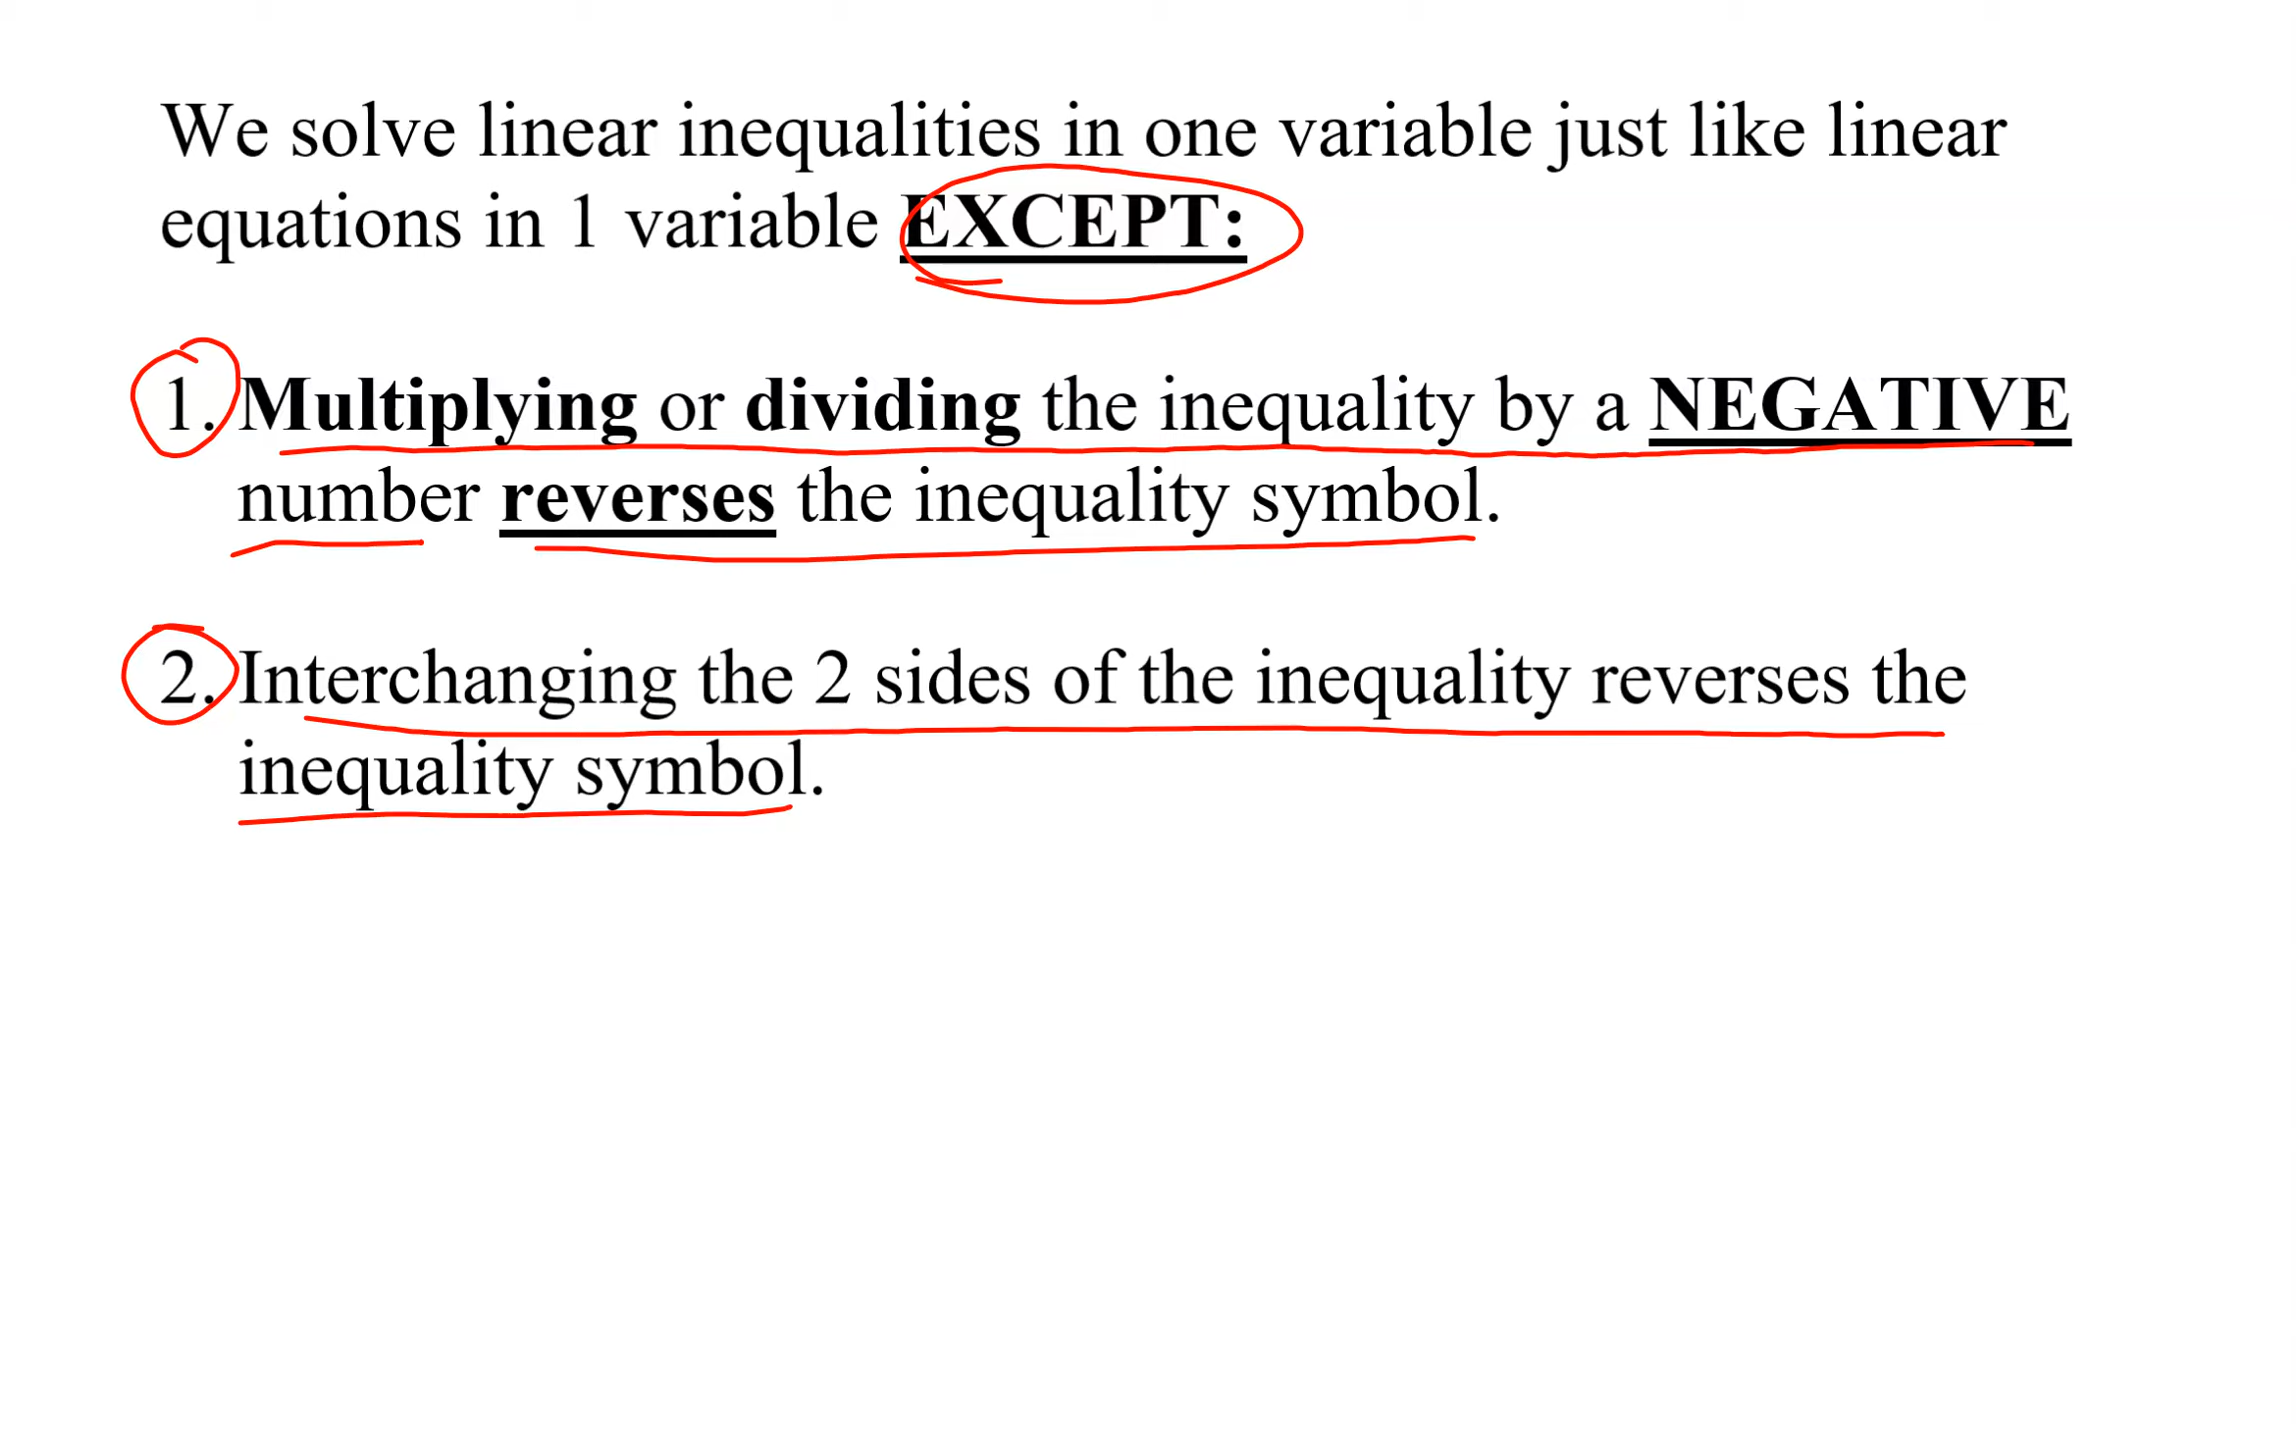 We solve linear inequalities in one variable just like linear
equations in 1 variable EXCEPT:
1. Multiplying or dividing the inequality by a NEGATIVE
number reverses the inequality symbol.
2. Interchanging the 2 sides of the inequality reverses the
inequality symbol.